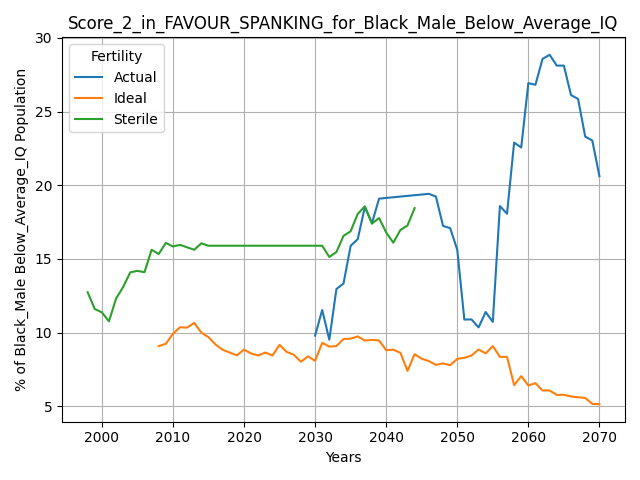 Score_2_in_FAVOUR_SPANKING_for_Black_Male_Below_Average_IQ
Fertility
Actual
Ideal
Sterile
% of Black_Male Below_Average_IQ Population
30
25
20
15
10
5
2000 2010 2020 2030 2040 2050 2060 2070
Years